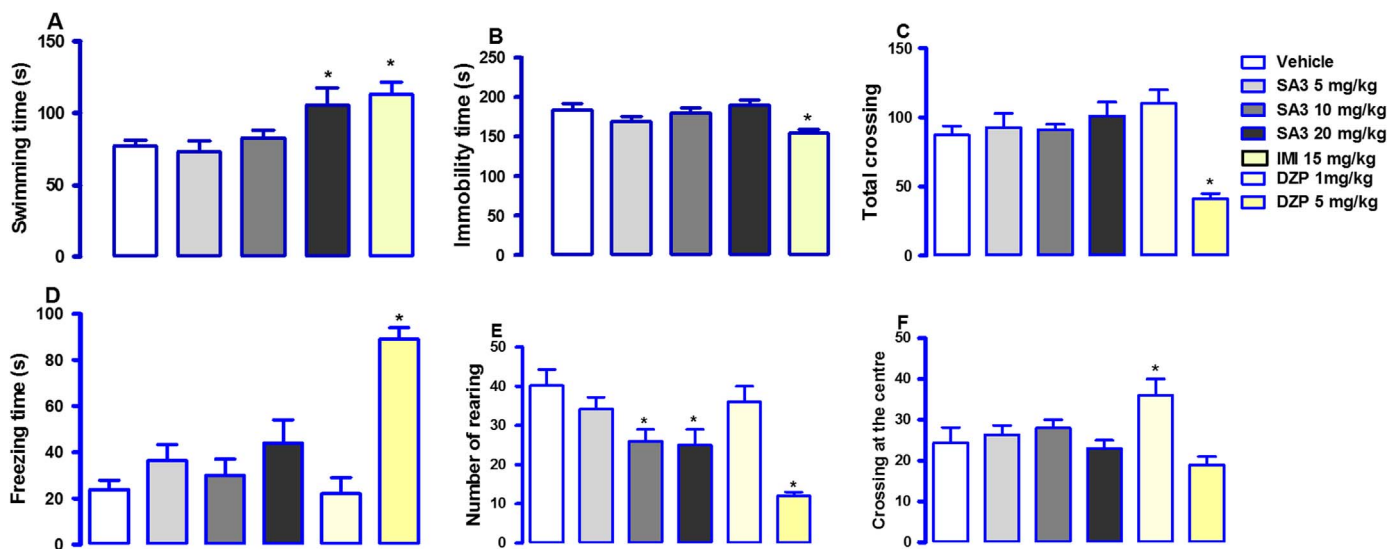 A
Swimming time (s)
150
100
50
0
*
*
B
Immobility time (s)
250
200
150
100
50
0
*
C
Total crossing
150
100
50
0
*
Vehicle
SA3 5 mg/kg
SA3 10 mg/kg
SA3 20 mg/kg
IMI 15 mg/kg
DZP 1mg/kg
DZP 5 mg/kg
D
Freezing time (s)
100
80
60
40
20
0
*
E
Number of rearing
50
40
30
20
10
0
*
*
*
F
Crossing at the centre
50
40
30
20
10
0
*